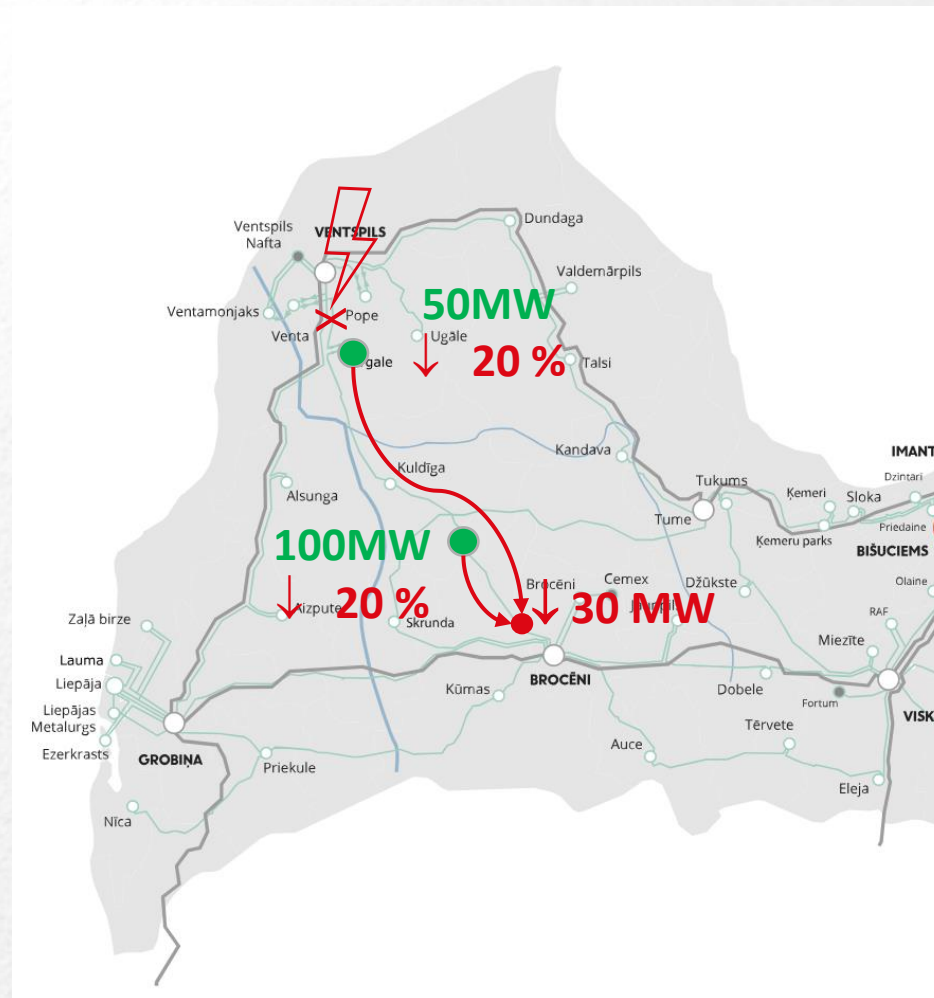 Dundaga
Ventspils
Nafta
VENTSPILS
Valdemārpils
50MW
Ventamonjaks
Pope
Venta
Ugāle
gale
20 %
Talsi
Kandava
IMANT
Kuldīga
Dzintari
Tukums
Ķemeri
Sloka
Alsunga
Tume
Priedaine
Ķemeru parks
100MW
BIŠUCIEMS
Brocēni
Cemex
Džūkste
Olaine
Aizpute
20 %
30 MW
Zaļā birze
Skrunda
RAF
Miezīte
Lauma
Liepāja
BROCĒNI
Kūmas
Dobele
Fortum
Liepājas
Metalurgs
VISK
Tērvete
Auce
Ezerkrasts
GROBIŅA
Priekule
Eleja
Nīca